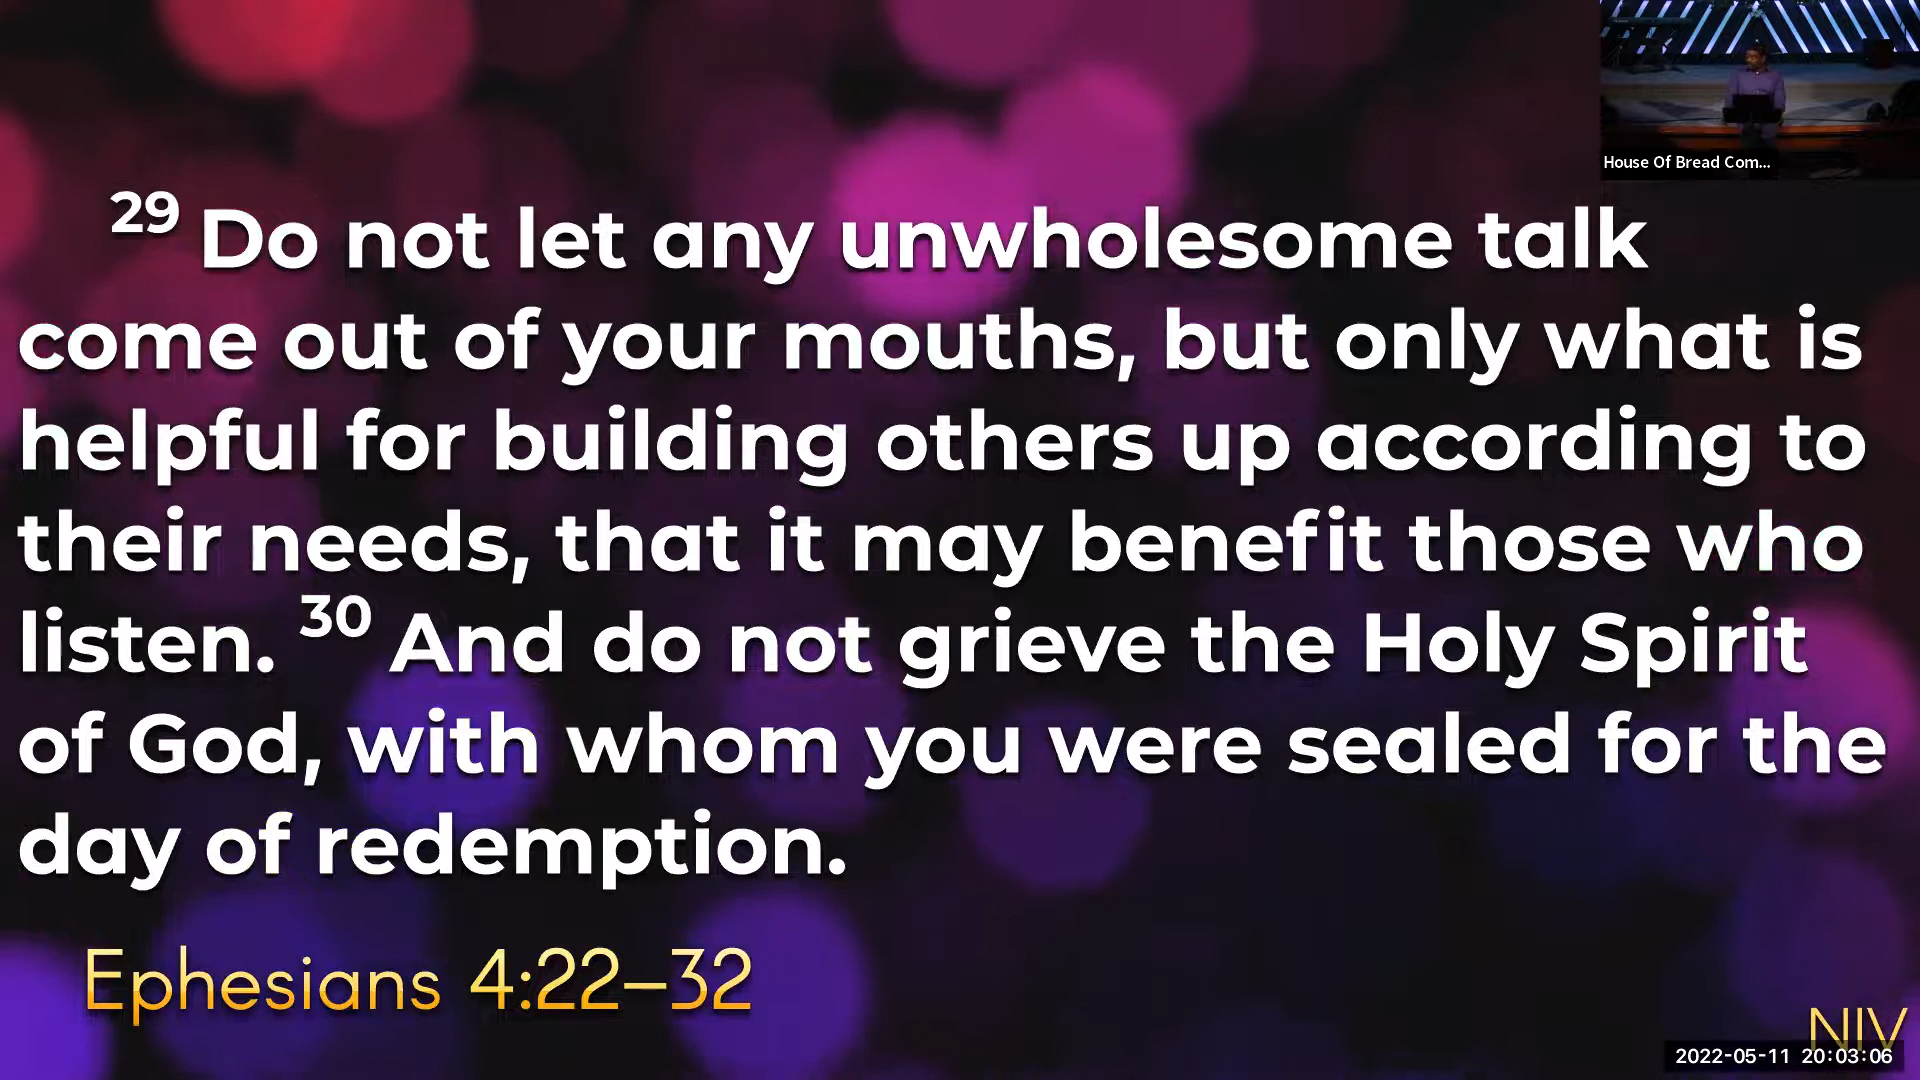 House Of Bread Com...
29 Do not let any unwholesome talk
come out of your mouths, but only what is
helpful for building others up according to
their needs, that it may benefit those who
listen. 30 And do not grieve the Holy Spirit
of God, with whom you were sealed for the
day of redemption.
Ephesians 4:22–32
NIV
2022-05-11 20:03:06